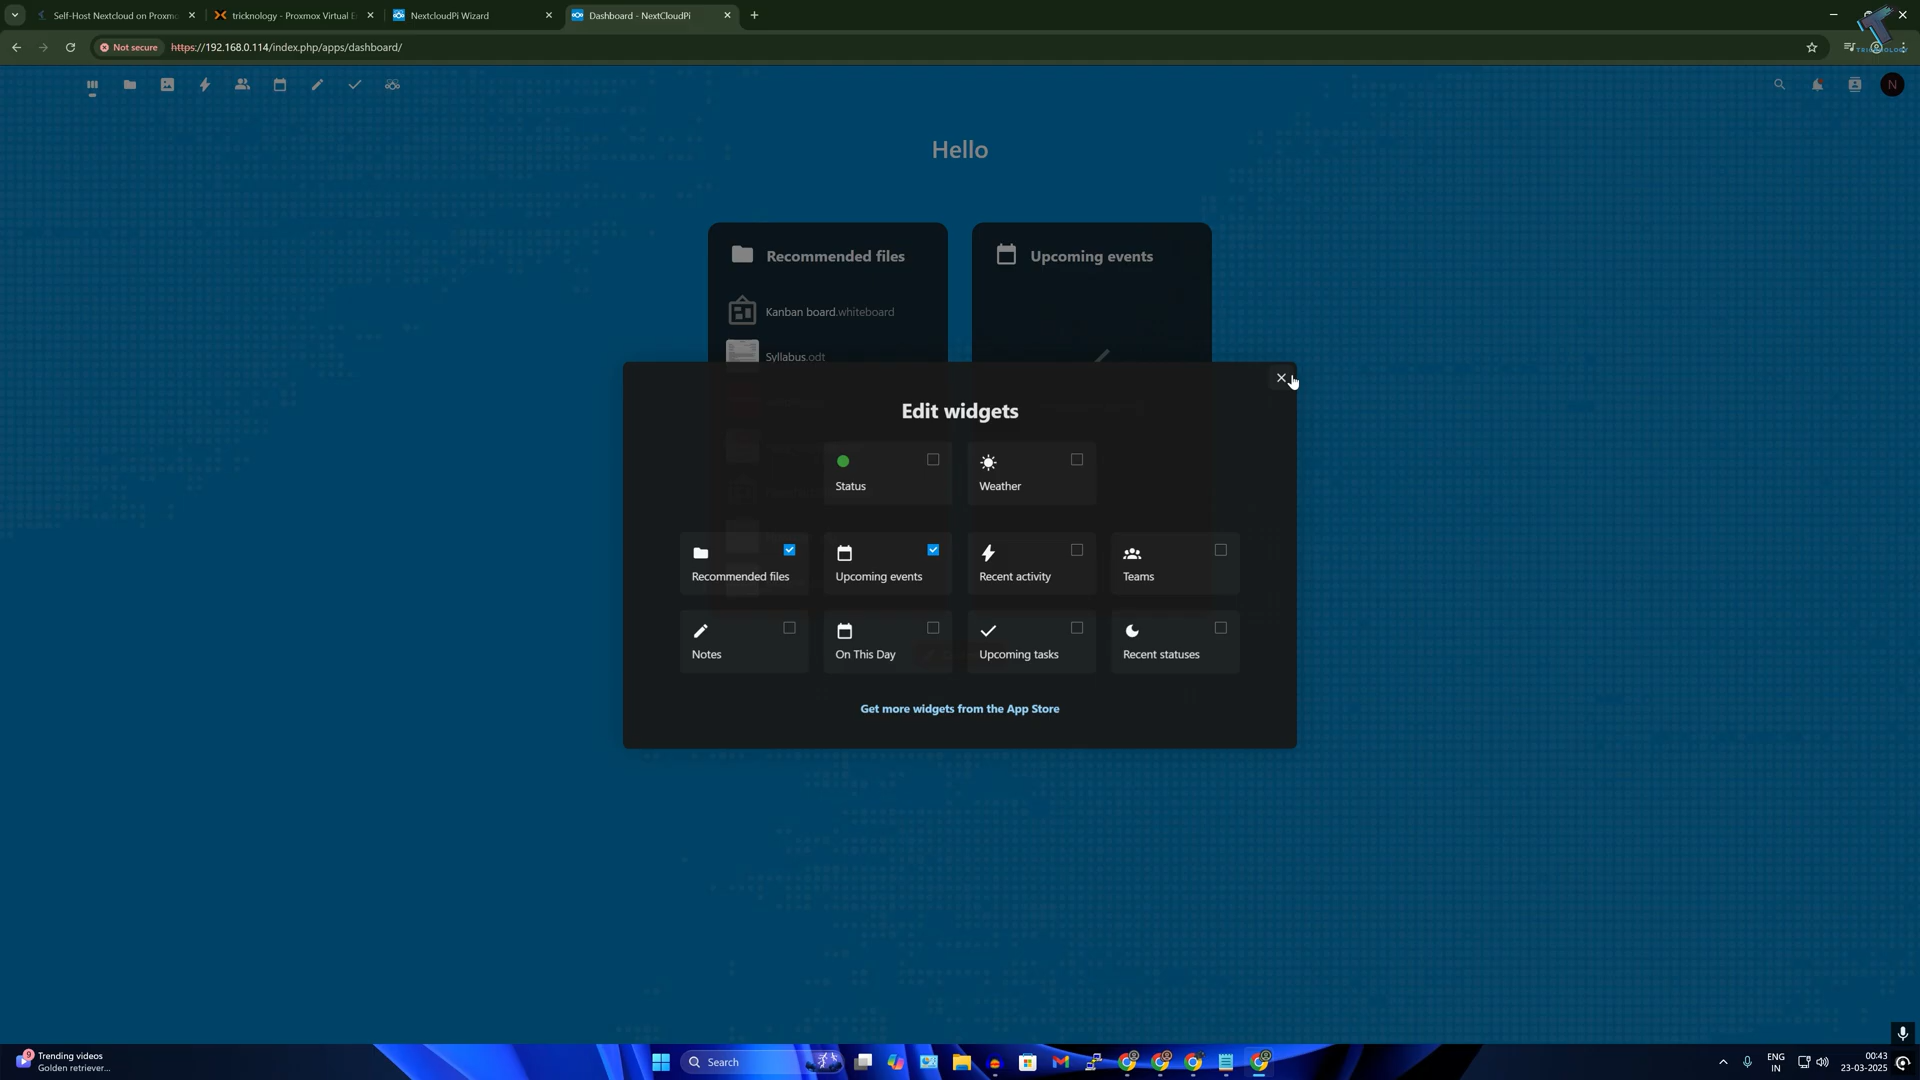 Self-Host Nextcloud on Proxmo
tricknology - Proxmox Virtual E
NextcloudPi Wizard
Dashboard - NextCloudPi
Not secure
https://192.168.0.114/index.php/apps/dashboard/
TRICKNOLOGY
N
Hello
Recommended files
Upcoming events
Kanban board.whiteboard
Syllabus.odt
Edit widgets
Status
Weather
Recommended files
Upcoming events
Recent activity
Teams
Notes
On This Day
Upcoming tasks
Recent statuses
Get more widgets from the App Store
9
Trending videos
Golden retriever...
Search
ENG
IN
00:43
23-03-2025